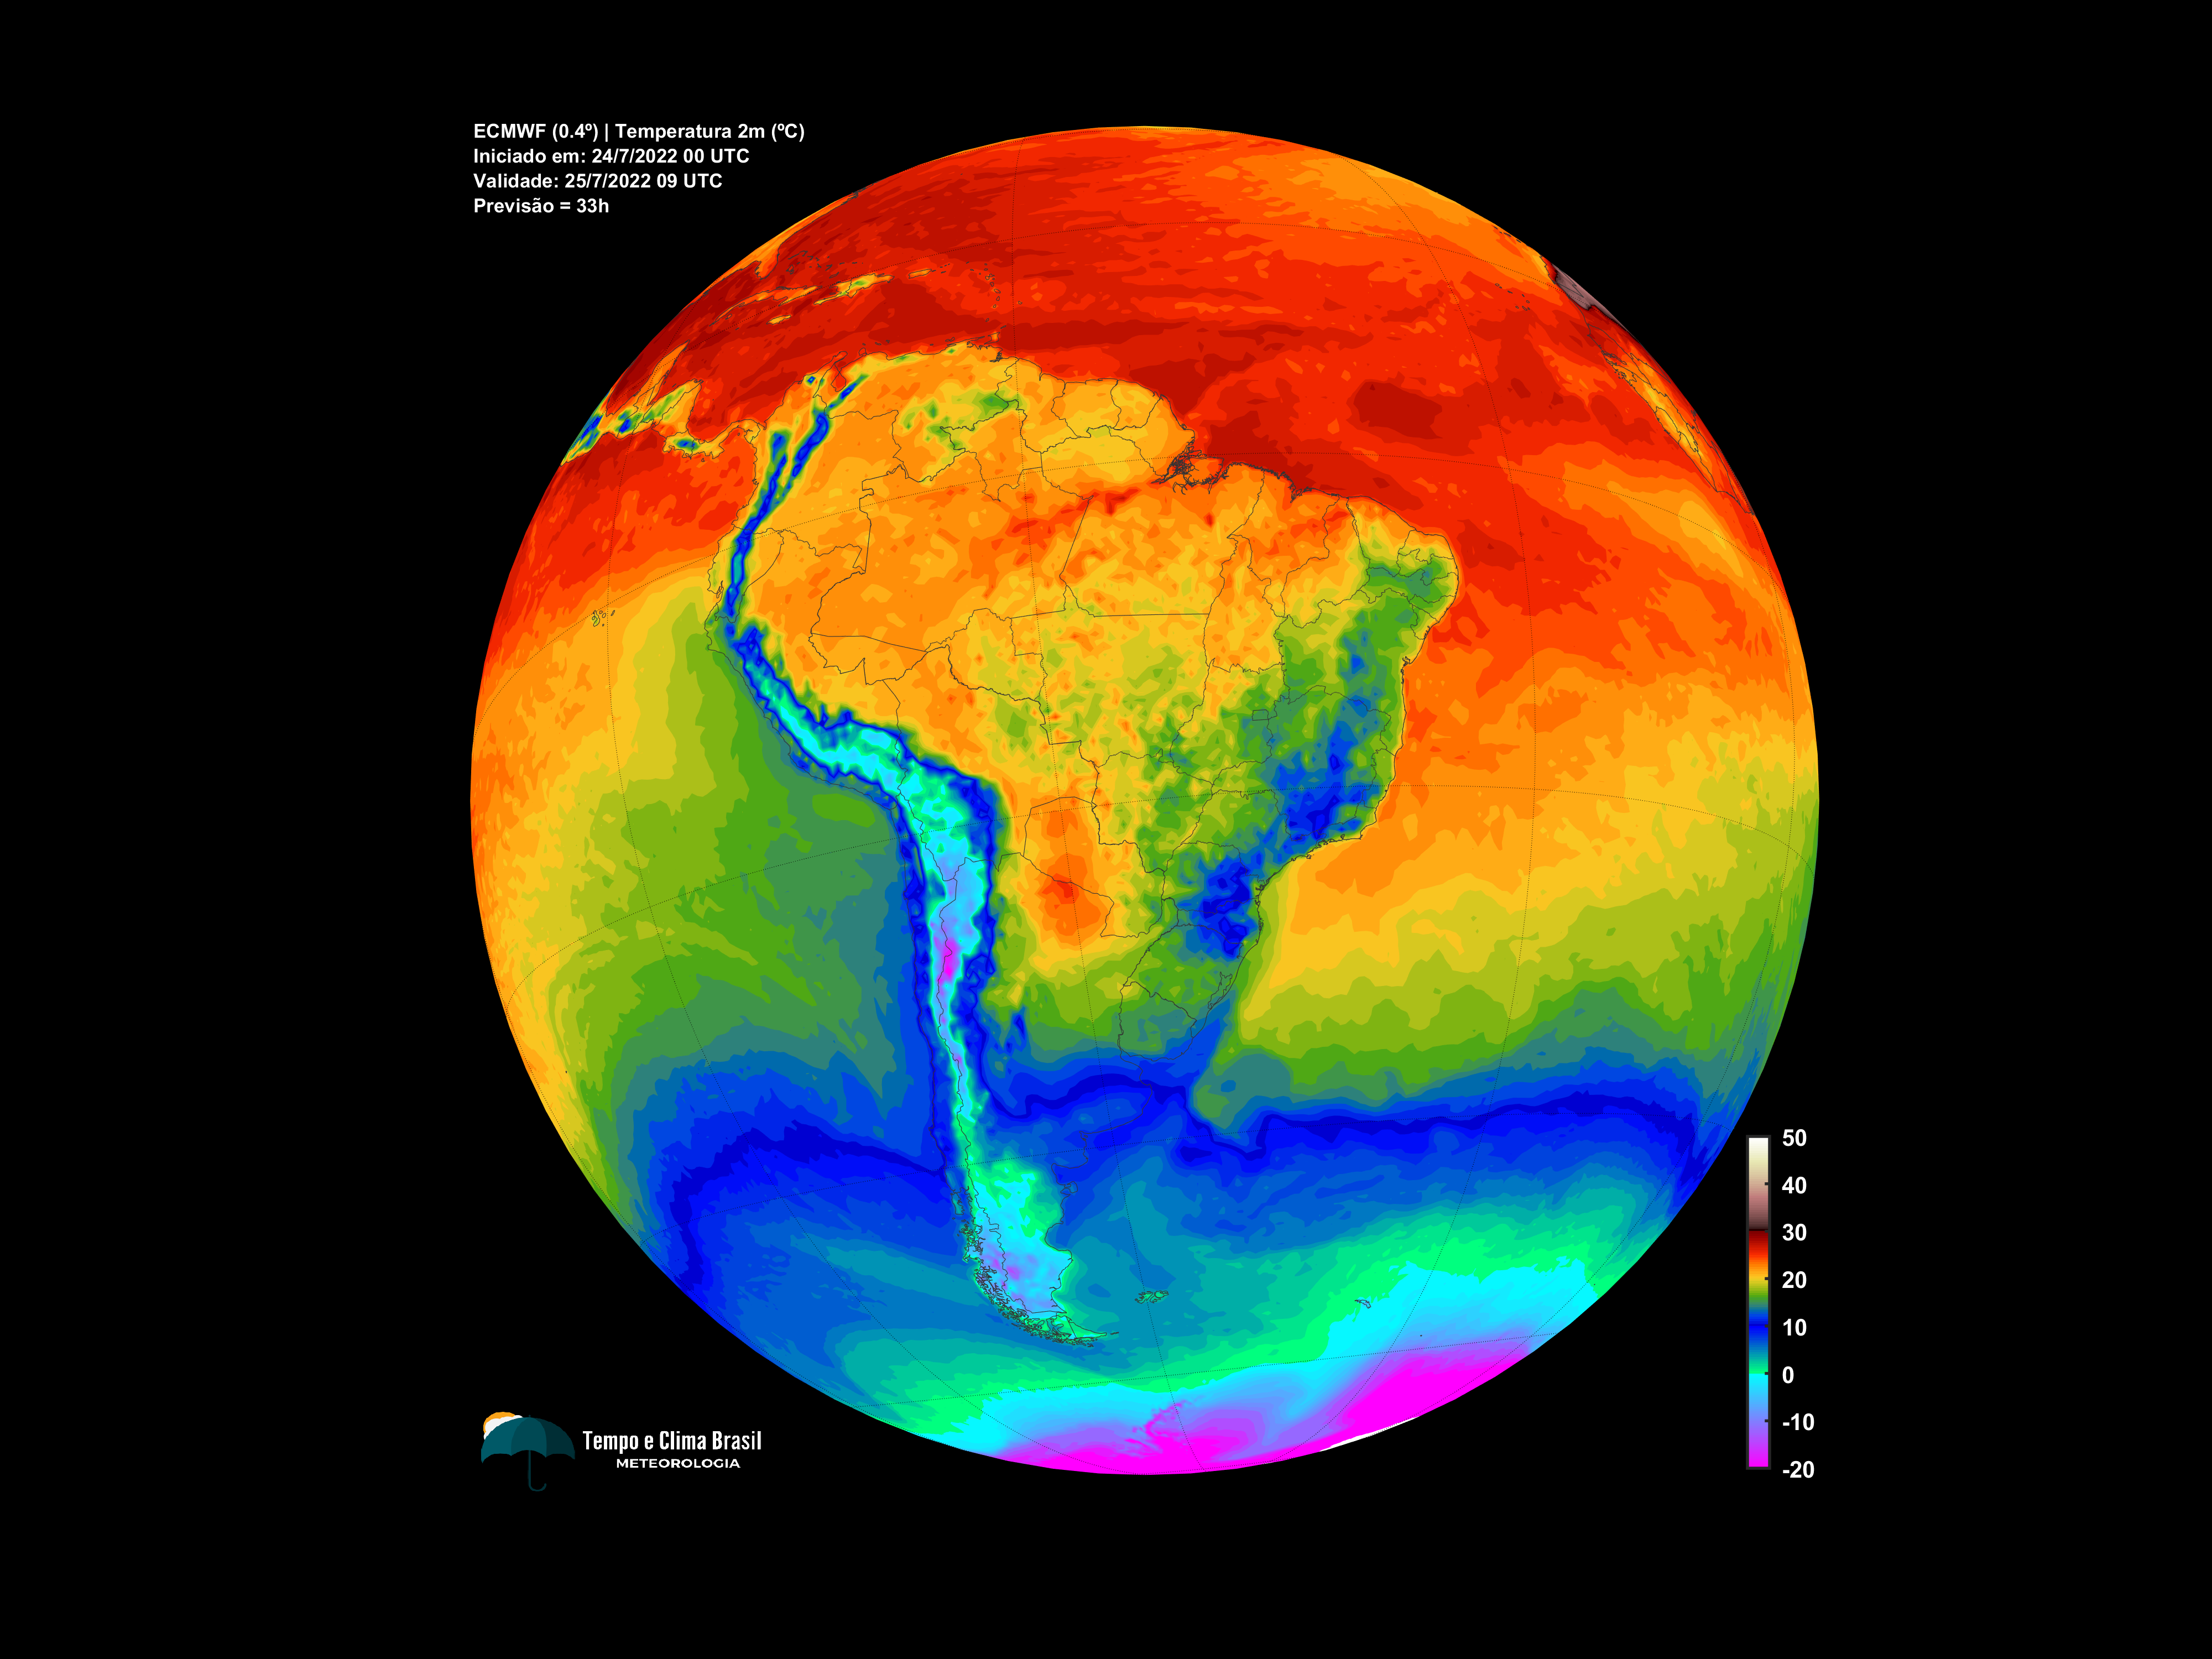 ECMWF (0.4º) | Temperatura 2m (ºC)
Iniciado em: 24/7/2022 00 UTC
Validade: 25/7/2022 09 UTC
Previsão = 33h
50
40
30
20
10
0
-10
-20
Tempo e Clima Brasil
METEOROLOGIA